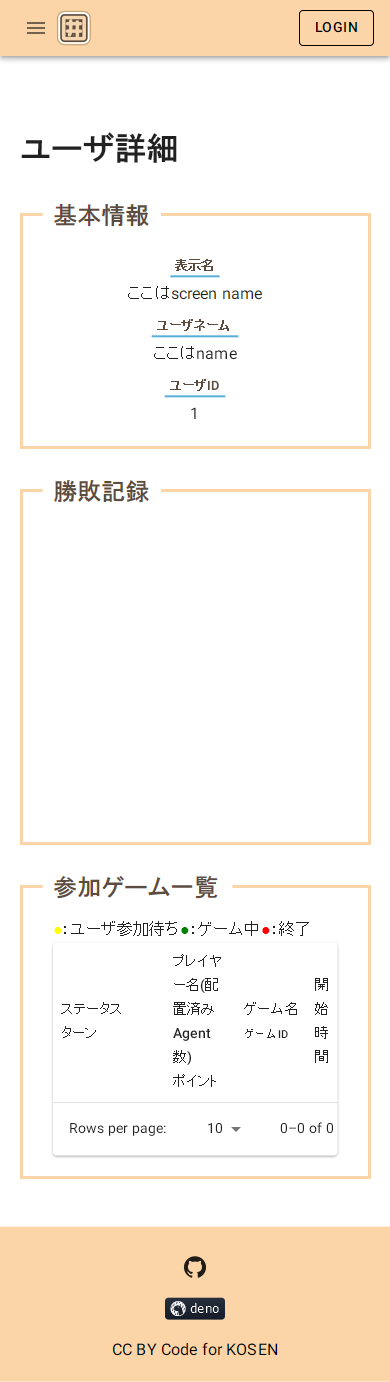 LOGIN
ユーザ詳細
基本情報
表示名
ここはscreen name
ユーザネーム
ここはname
ユーザID
1
勝敗記録
参加ゲーム一覧
●: ユーザ参加待ち ●: ゲーム中 ●: 終了
ステータス
ターン
プレイヤ
ー名(配
置済み
Agent
数)
ポイント
ゲーム名
ゲームID
開
始
時
間
Rows per page: 10 0–0 of 0
deno
CC BY Code for KOSEN